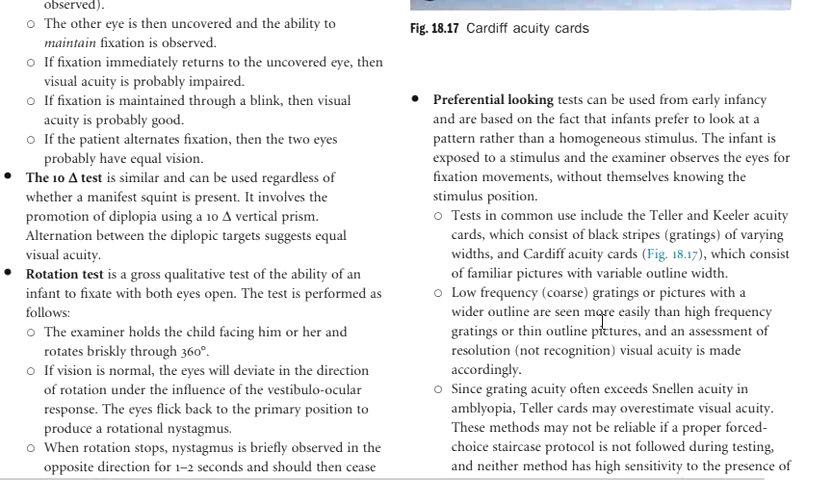 observed).
○ The other eye is then uncovered and the ability to
maintain fixation is observed.
○ If fixation immediately returns to the uncovered eye, then
visual acuity is probably impaired.
○ If fixation is maintained through a blink, then visual
acuity is probably good.
○ If the patient alternates fixation, then the two eyes
probably have equal vision.
● The 10 Δ test is similar and can be used regardless of
whether a manifest squint is present. It involves the
promotion of diplopia using a 10 Δ vertical prism.
Alternation between the diplopic targets suggests equal
visual acuity.
● Rotation test is a gross qualitative test of the ability of an
infant to fixate with both eyes open. The test is performed as
follows:
○ The examiner holds the child facing him or her and
rotates briskly through 360°.
○ If vision is normal, the eyes will deviate in the direction
of rotation under the influence of the vestibulo-ocular
response. The eyes flick back to the primary position to
produce a rotational nystagmus.
○ When rotation stops, nystagmus is briefly observed in the
opposite direction for 1–2 seconds and should then cease
Fig. 18.17 Cardiff acuity cards
● Preferential looking tests can be used from early infancy
and are based on the fact that infants prefer to look at a
pattern rather than a homogeneous stimulus. The infant is
exposed to a stimulus and the examiner observes the eyes for
fixation movements, without themselves knowing the
stimulus position.
○ Tests in common use include the Teller and Keeler acuity
cards, which consist of black stripes (gratings) of varying
widths, and Cardiff acuity cards (Fig. 18.17), which consist
of familiar pictures with variable outline width.
○ Low frequency (coarse) gratings or pictures with a
wider outline are seen more easily than high frequency
gratings or thin outline pictures, and an assessment of
resolution (not recognition) visual acuity is made
accordingly.
○ Since grating acuity often exceeds Snellen acuity in
amblyopia, Teller cards may overestimate visual acuity.
These methods may not be reliable if a proper forced-
choice staircase protocol is not followed during testing,
and neither method has high sensitivity to the presence of